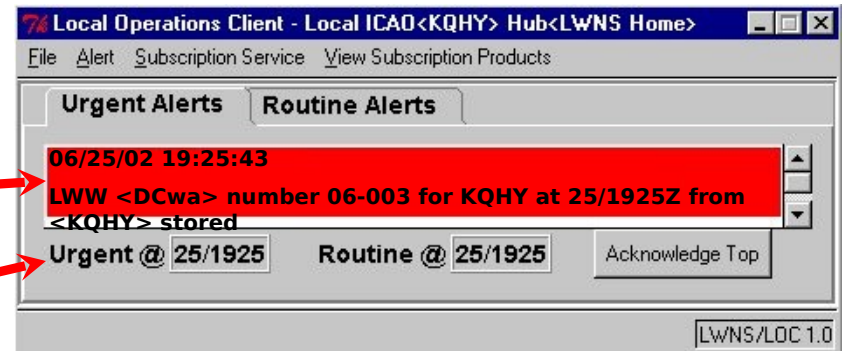 Local Operations Client - Local ICAO<KQHY> Hub<LWNS Home>
File Alert Subscription Service View Subscription Products
Urgent Alerts Routine Alerts
06/25/02 19:25:43
LWW <DCwa> number 06-003 for KQHY at 25/1925Z from
<KQHY> stored
Urgent @ 25/1925 Routine @ 25/1925 Acknowledge Top
LWNS/LOC 1.0